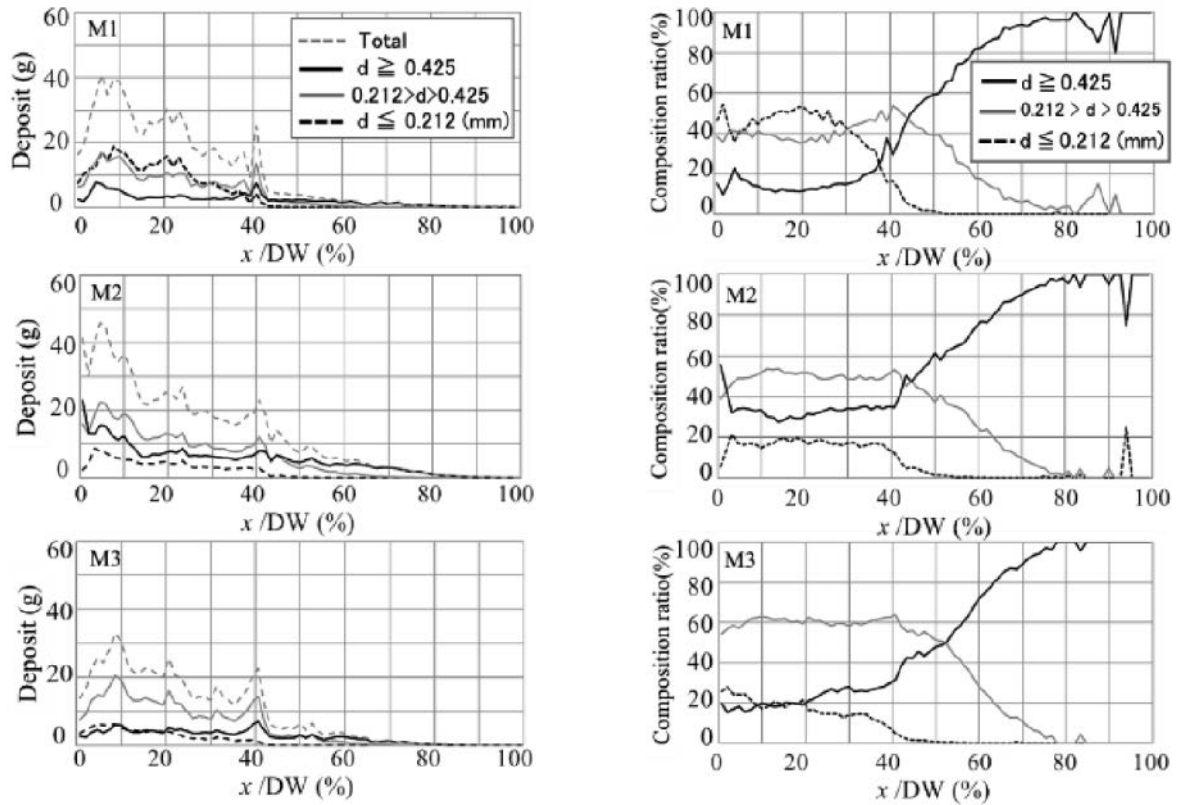 M1
Total
d ≧ 0.425
0.212>d>0.425
d ≦ 0.212 (mm)
Deposit (g)
60
40
20
0
0 20 40 60 80 100
x /DW (%)
M1
d ≧ 0.425
0.212 > d > 0.425
d ≦ 0.212 (mm)
Composition ratio(%)
100
80
60
40
20
0
0 20 40 60 80 100
x /DW (%)
M2
Deposit (g)
60
40
20
0
0 20 40 60 80 100
x /DW (%)
M2
Composition ratio(%)
100
80
60
40
20
0
0 20 40 60 80 100
x /DW (%)
M3
Deposit (g)
60
40
20
0
0 20 40 60 80 100
x /DW (%)
M3
Composition ratio(%)
100
80
60
40
20
0
0 20 40 60 80 100
x /DW (%)